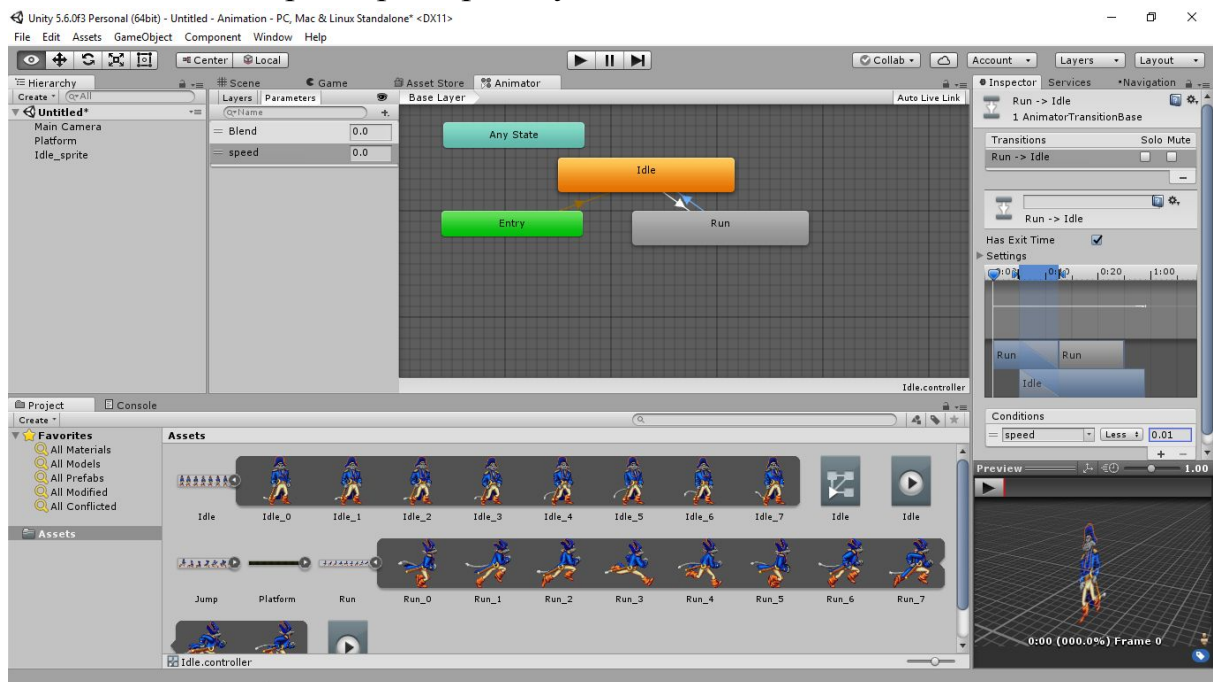 Unity 5.6.0f3 Personal (64bit) - Untitled - Animation - PC, Mac & Linux Standalone* <DX11>
File Edit Assets GameObject Component Window Help
Center Local Collab Account Layers Layout
Hierarchy Scene Game Asset Store Animator Inspector Services Navigation
Create All Layers Parameters Base Layer Auto Live Link Run -> Idle
Untitled* Name 1 AnimatorTransitionBase
Main Camera Blend 0.0 Any State
Platform speed 0.0 Transitions Solo Mute
Idle_sprite Run -> Idle
Idle
Entry Run Run -> Idle
Has Exit Time
Settings
0:20 1:00
Run Run
Idle
Idle.controller
Project Console
Create Conditions
Favorites Assets speed Less 0.01
All Materials
All Models
All Prefabs Preview 1.00
All Modified
All Conflicted
Idle Idle_0 Idle_1 Idle_2 Idle_3 Idle_4 Idle_5 Idle_6 Idle_7 Idle Idle
Assets
Jump Platform Run Run_0 Run_1 Run_2 Run_3 Run_4 Run_5 Run_6 Run_7
0:00 (000.0%) Frame 0
Idle.controller